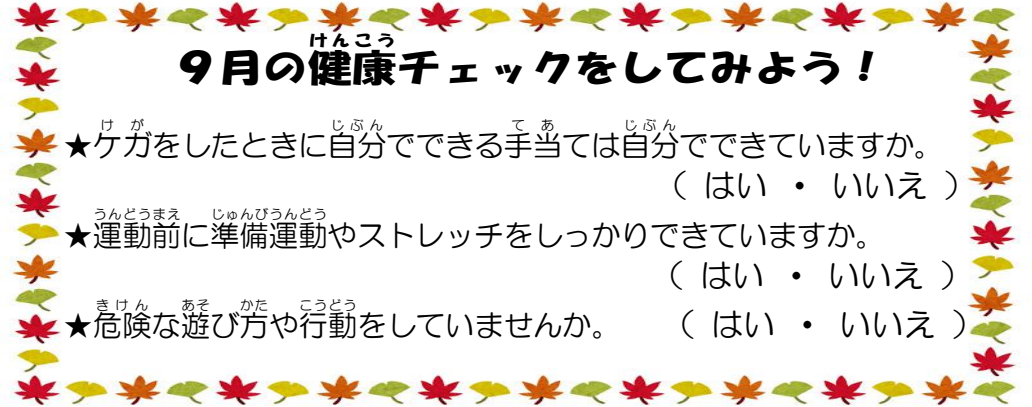 9月の健康チェックをしてみよう!
★ケガをしたときに自分でできる手当ては自分でできていますか。
( はい ・ いいえ )
★運動前に準備運動やストレッチをしっかりできていますか。
( はい ・ いいえ )
★危険な遊び方や行動をしていませんか。 ( はい ・ いいえ )